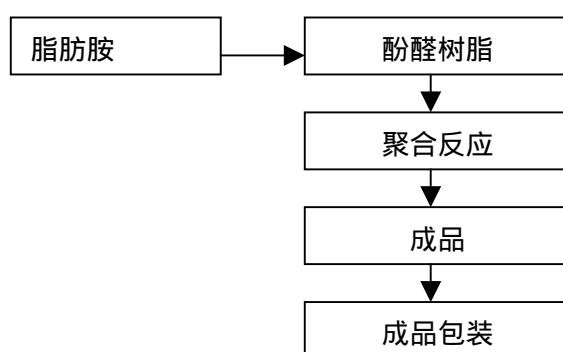 脂肪胺
酚醛树脂
聚合反应
成品
成品包装